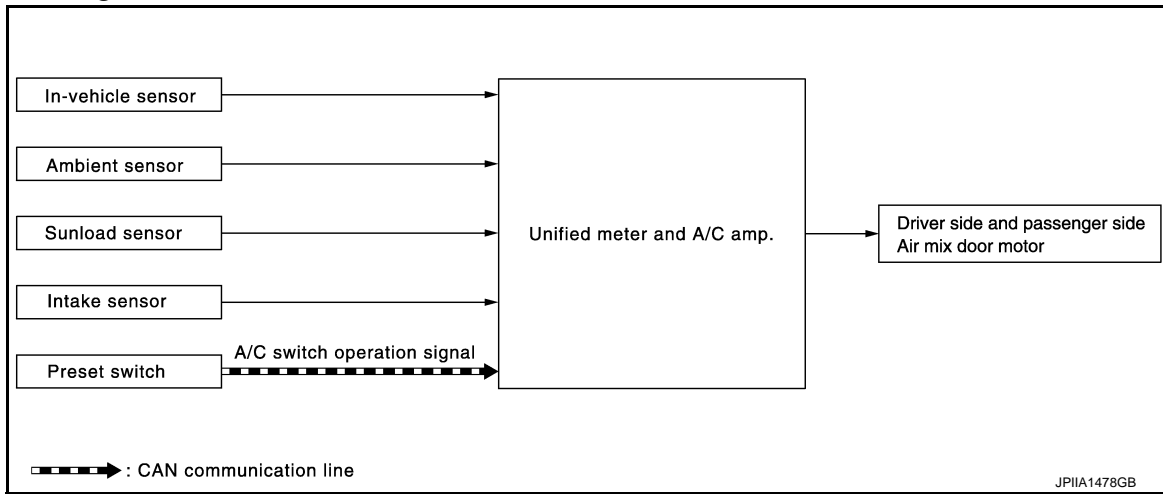 In-vehicle sensor
Ambient sensor
Sunload sensor
Intake sensor
Preset switch
A/C switch operation signal
Unified meter and A/C amp.
Driver side and passenger side
Air mix door motor
: CAN communication line
JPIIA1478GB